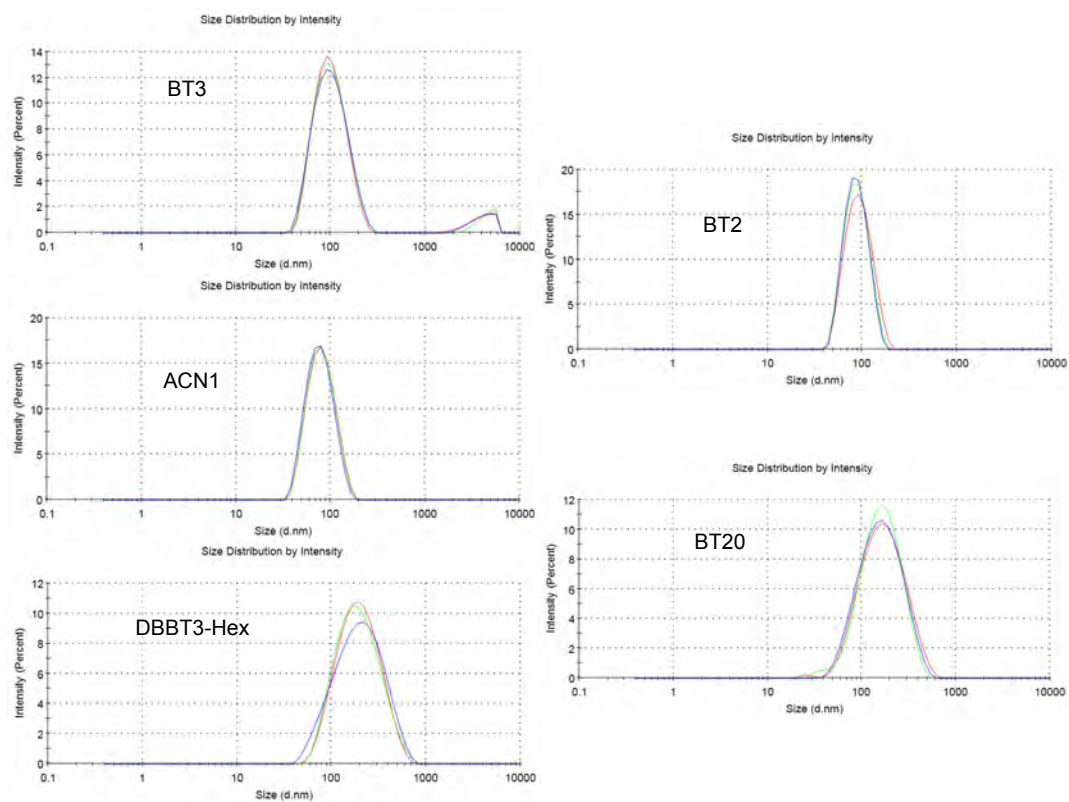 Size Distribution by Intensity
14
12
10
8
6
4
2
0
Intensity (Percent)
BT3
0.1 1 10 100 1000 10000
Size (d.nm)
Size Distribution by Intensity
20
15
10
5
0
Intensity (Percent)
ACN1
0.1 1 10 100 1000 10000
Size (d.nm)
Size Distribution by Intensity
12
10
8
6
4
2
0
Intensity (Percent)
DBBT3-Hex
0.1 1 10 100 1000 10000
Size (d.nm)
Size Distribution by Intensity
20
15
10
5
0
Intensity (Percent)
BT2
0.1 1 10 100 1000 10000
Size (d.nm)
Size Distribution by Intensity
12
10
8
6
4
2
0
Intensity (Percent)
BT20
0.1 1 10 100 1000 10000
Size (d.nm)